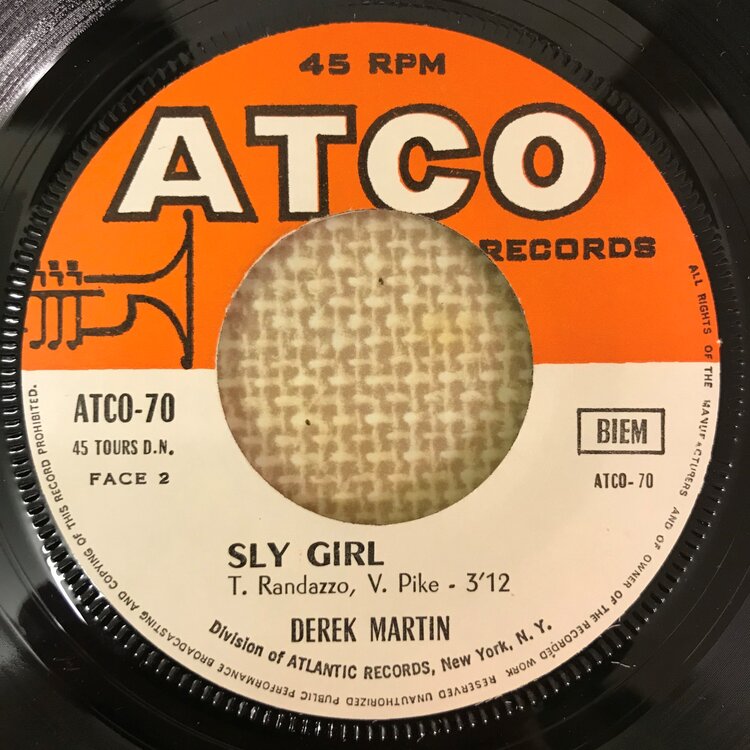 45 RPM
ATCO
RECORDS
ATCO-70
45 TOURS D.N.
FACE 2
BIEM
ATCO-70
SLY GIRL
T. Randazzo, V. Pike - 3'12
DEREK MARTIN
Division of ATLANTIC RECORDS, New York, N. Y.
ALL RIGHTS OF THE MANUFACTURERS AND OF OWNER OF THE RECORDED WORK RESERVED UNAUTHORIZED PUBLIC PERFORMANCE BROADCASTING AND COPYING OF THIS RECORD PROHIBITED.